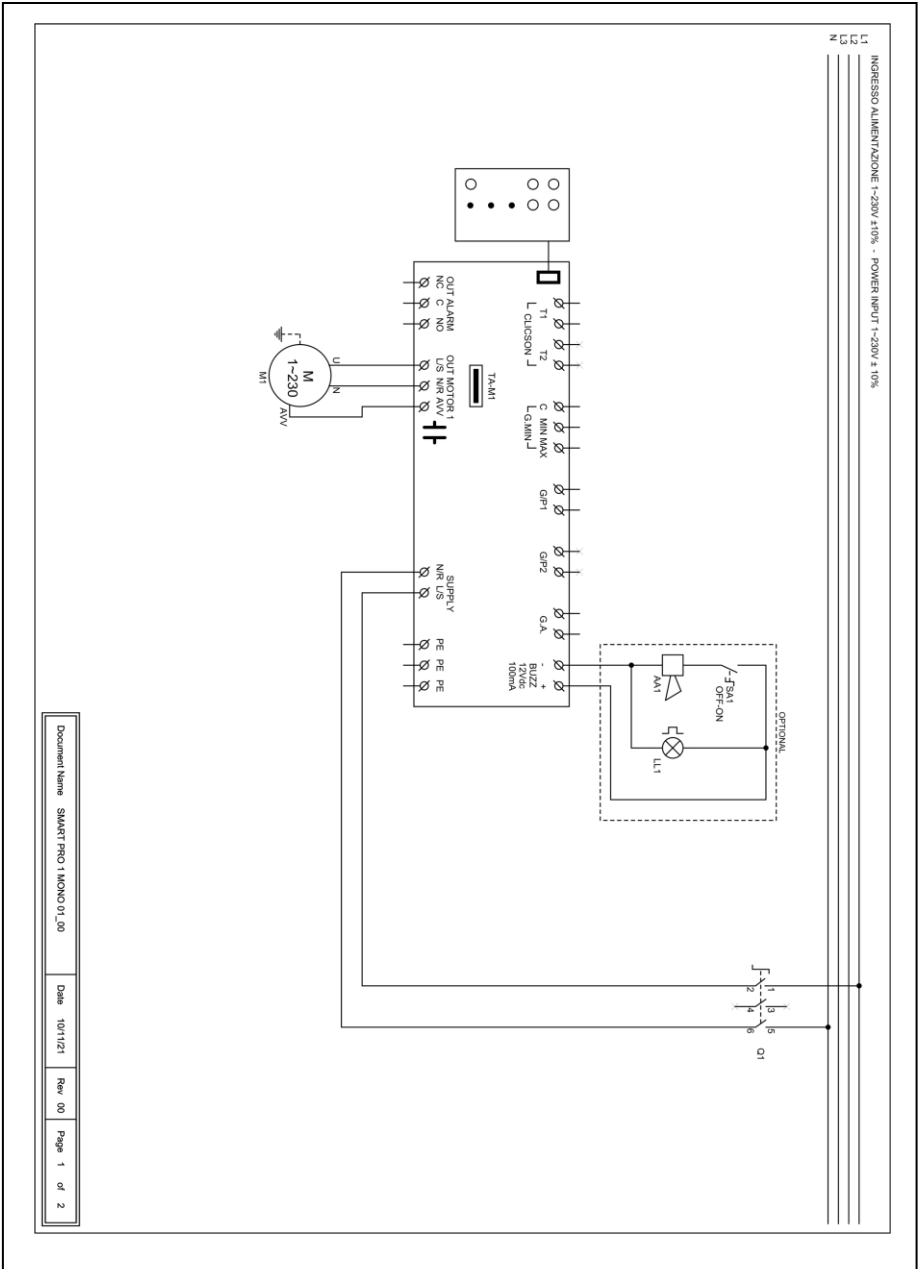 L1 INGRESSO ALIMENTAZIONE 1~230V ±10% - POWER INPUT 1~230V ± 10%
L2
L3
N
OPTIONAL
SA1
OFF-ON
AA1
LL1
1 3 5
2 4 6
Q1
T1 T2
L CLICSON
C MIN MAX
G.MIN
G/P1
G/P2
G.A.
- +
BUZZ
12Vdc
100mA
TA-M1
OUT ALARM
NC C NO
OUT MOTOR 1
L/S N/R AVV
SUPPLY
N/R L/S
PE PE PE
U N
M
1~230
M1
AVV
Document Name SMART PRO 1 MONO 01_00 Date 10/11/21 Rev 00 Page 1 of 2